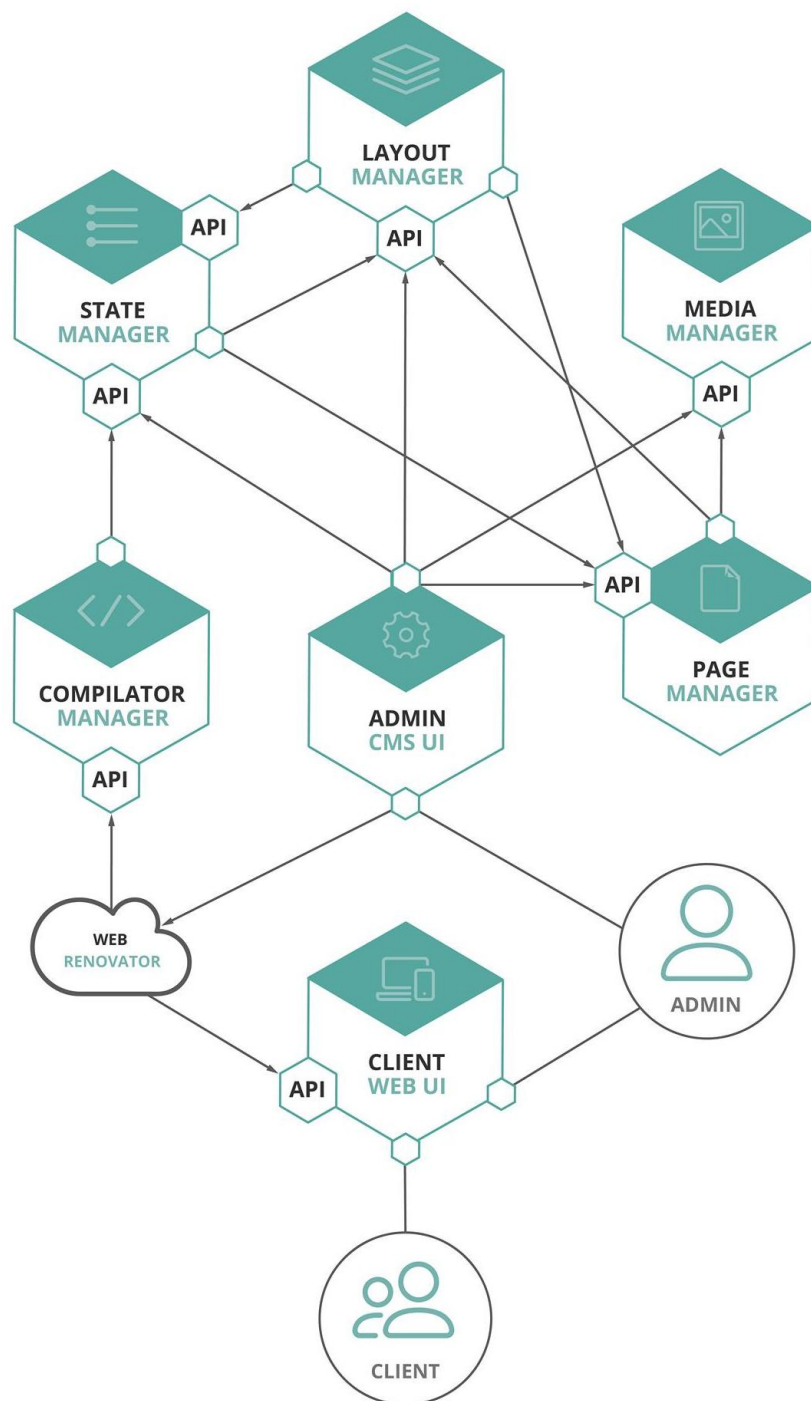 LAYOUT
MANAGER
API
API
STATE
MANAGER
API
MEDIA
MANAGER
API
COMPILATOR
MANAGER
API
ADMIN
CMS UI
API
PAGE
MANAGER
WEB
RENOVATOR
ADMIN
CLIENT
WEB UI
API
CLIENT